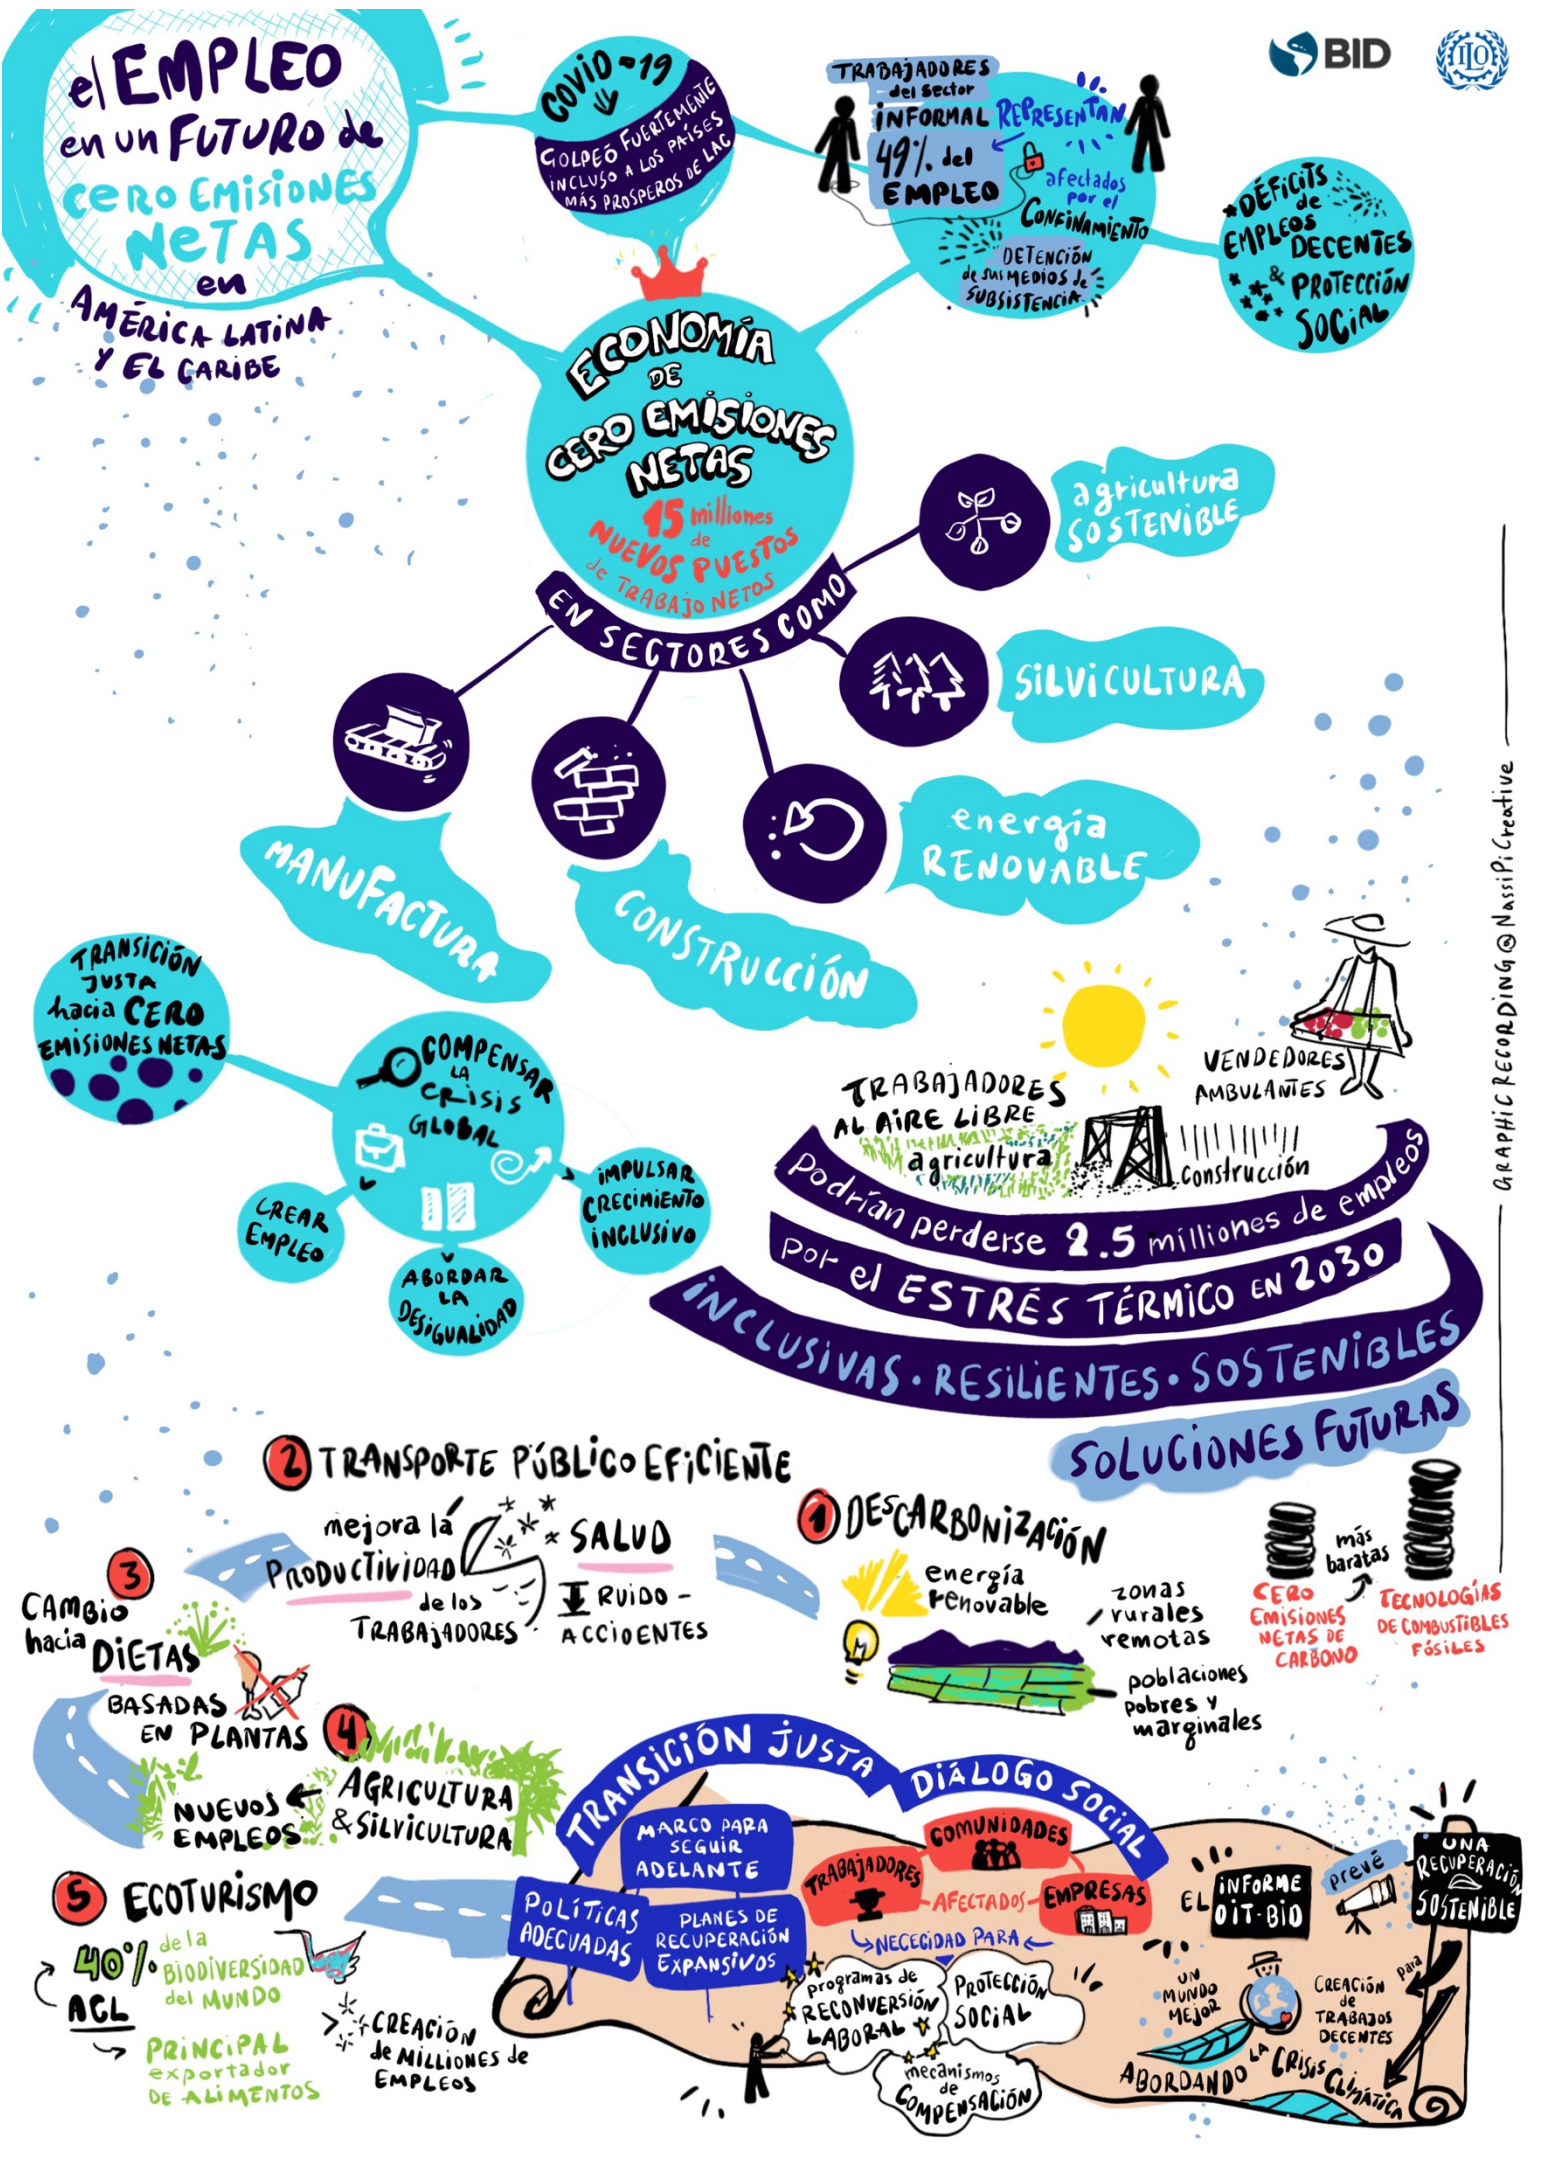 el EMPLEO
en un FUTURO de
CERO EMISIONES
NETAS
en
AMÉRICA LATINA
Y EL CARIBE
COVID-19
GOLPEÓ FUERTEMENTE
INCLUSO A LOS PAÍSES
MÁS PROSPEROS DE LAC
TRABAJADORES
del sector
INFORMAL REPRESENTAN
49% del
EMPLEO
afectados
por el
CONFINAMIENTO
DETENCIÓN
de sus MEDIOS de
SUBSISTENCIA
BID
ILO
DÉFICITS
de
EMPLEOS
DECENTES
& PROTECCIÓN
SOCIAL
ECONOMÍA
DE
CERO EMISIONES
NETAS
15 milliones
de
NUEVOS PUESTOS
de TRABAJO NETOS
EN SECTORES COMO
agricultura
SOSTENIBLE
SILVICULTURA
energía
RENOVABLE
CONSTRUCCIÓN
MANUFACTURA
TRANSICIÓN
JUSTA
hacia CERO
EMISIONES NETAS
COMPENSAR
LA
CRISIS
GLOBAL
CREAR
EMPLEO
ABORDAR
LA
DESIGUALDAD
IMPULSAR
CRECIMIENTO
INCLUSIVO
TRABAJADORES
AL AIRE LIBRE
agricultura
construcción
VENDEDORES
AMBULANTES
podrían perderse 2.5 milliones de empleos
por el ESTRÉS TÉRMICO EN 2030
INCLUSIVAS • RESILIENTES • SOSTENIBLES
SOLUCIONES FUTURAS
GRAPHIC RECORDING @ NassiPiCreative
1 DESCARBONIZACIÓN
energía
renovable
zonas
rurales
remotas
poblaciones
pobres y
marginales
CERO
EMISIONES
NETAS DE
CARBONO
más
baratas
TECNOLOGÍAS
DE COMBUSTIBLES
FÓSILES
2 TRANSPORTE PÚBLICO EFICIENTE
mejora lá
PRODUCTIVIDAD
de los
TRABAJADORES
SALUD
RUIDO -
ACCIDENTES
3
CAMBIO
hacia
DIETAS
BASADAS
EN PLANTAS
4
AGRICULTURA
& SILVICULTURA
NUEVOS
EMPLEOS
5 ECOTURISMO
40% de la
BIODIVERSIDAD
del MUNDO
ACL
PRINCIPAL
exportador
DE ALIMENTOS
CREACIÓN
de MILLIONES de
EMPLEOS
TRANSICIÓN JUSTA
MARCO PARA
SEGUIR
ADELANTE
POLÍTICAS
ADECUADAS
PLANES DE
RECUPERACIÓN
EXPANSIVOS
DIÁLOGO SOCIAL
COMUNIDADES
TRABAJADORES
AFECTADOS
EMPRESAS
NECECIDAD PARA
programas de
RECONVERSIÓN
LABORAL
PROTECCIÓN
SOCIAL
mecanismos
de
COMPENSACIÓN
EL INFORME
OIT-BID
prevé
UNA
RECUPERACIÓN
SOSTENIBLE
para
UN
MUNDO
MEJOR
CREACIÓN
de
TRABAJOS
DECENTES
ABORDANDO LA CRISIS CLIMÁTICA